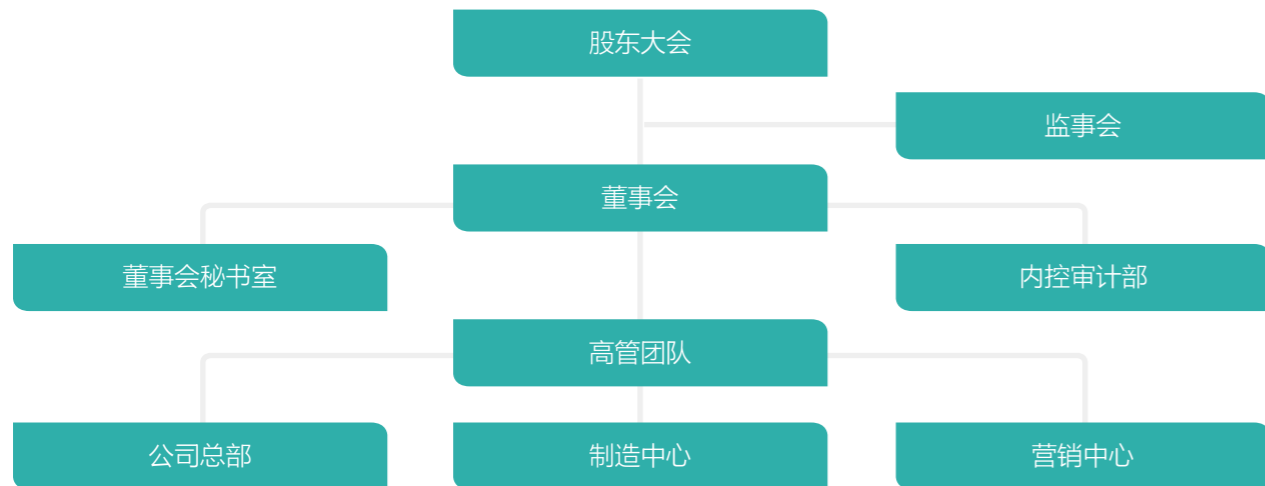 股东大会
监事会
董事会
董事会秘书室
内控审计部
高管团队
公司总部
制造中心
营销中心